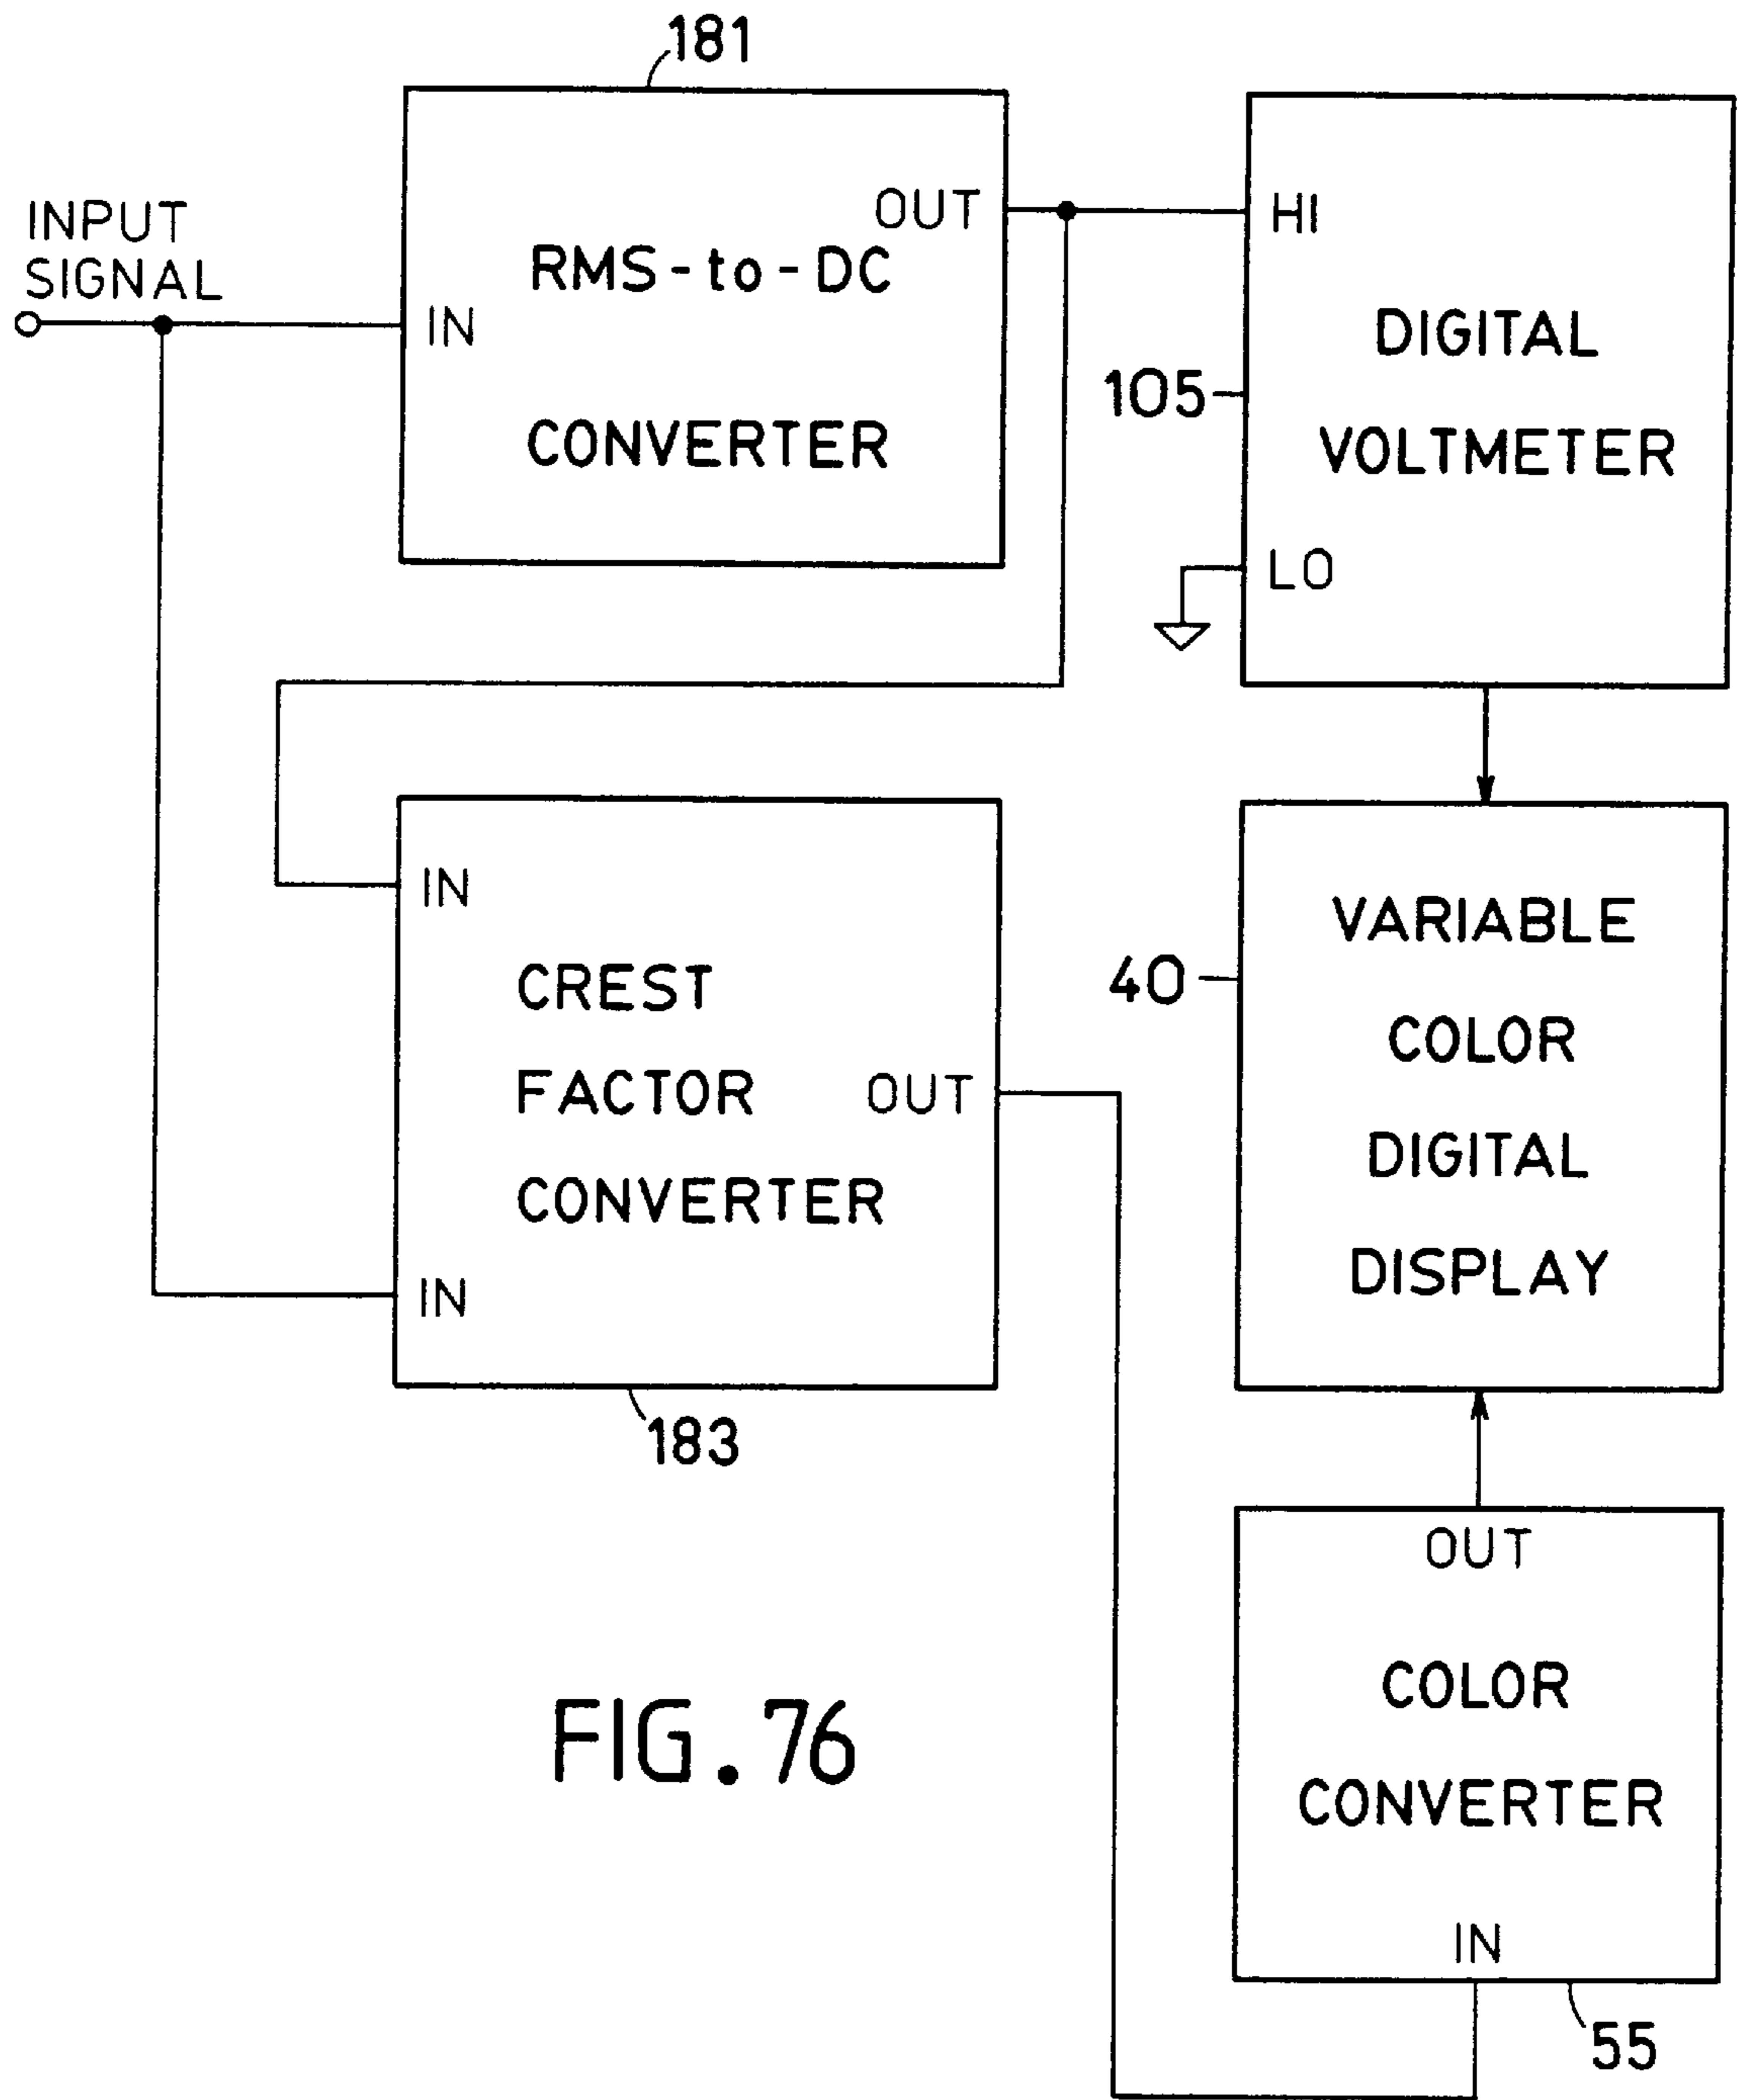 181
INPUT
SIGNAL
IN
OUT
RMS-to-DC
CONVERTER
HI
DIGITAL
105
VOLTMETER
LO
IN
CREST
FACTOR
OUT
CONVERTER
IN
183
VARIABLE
40
COLOR
DIGITAL
DISPLAY
OUT
COLOR
CONVERTER
IN
55
FIG. 76